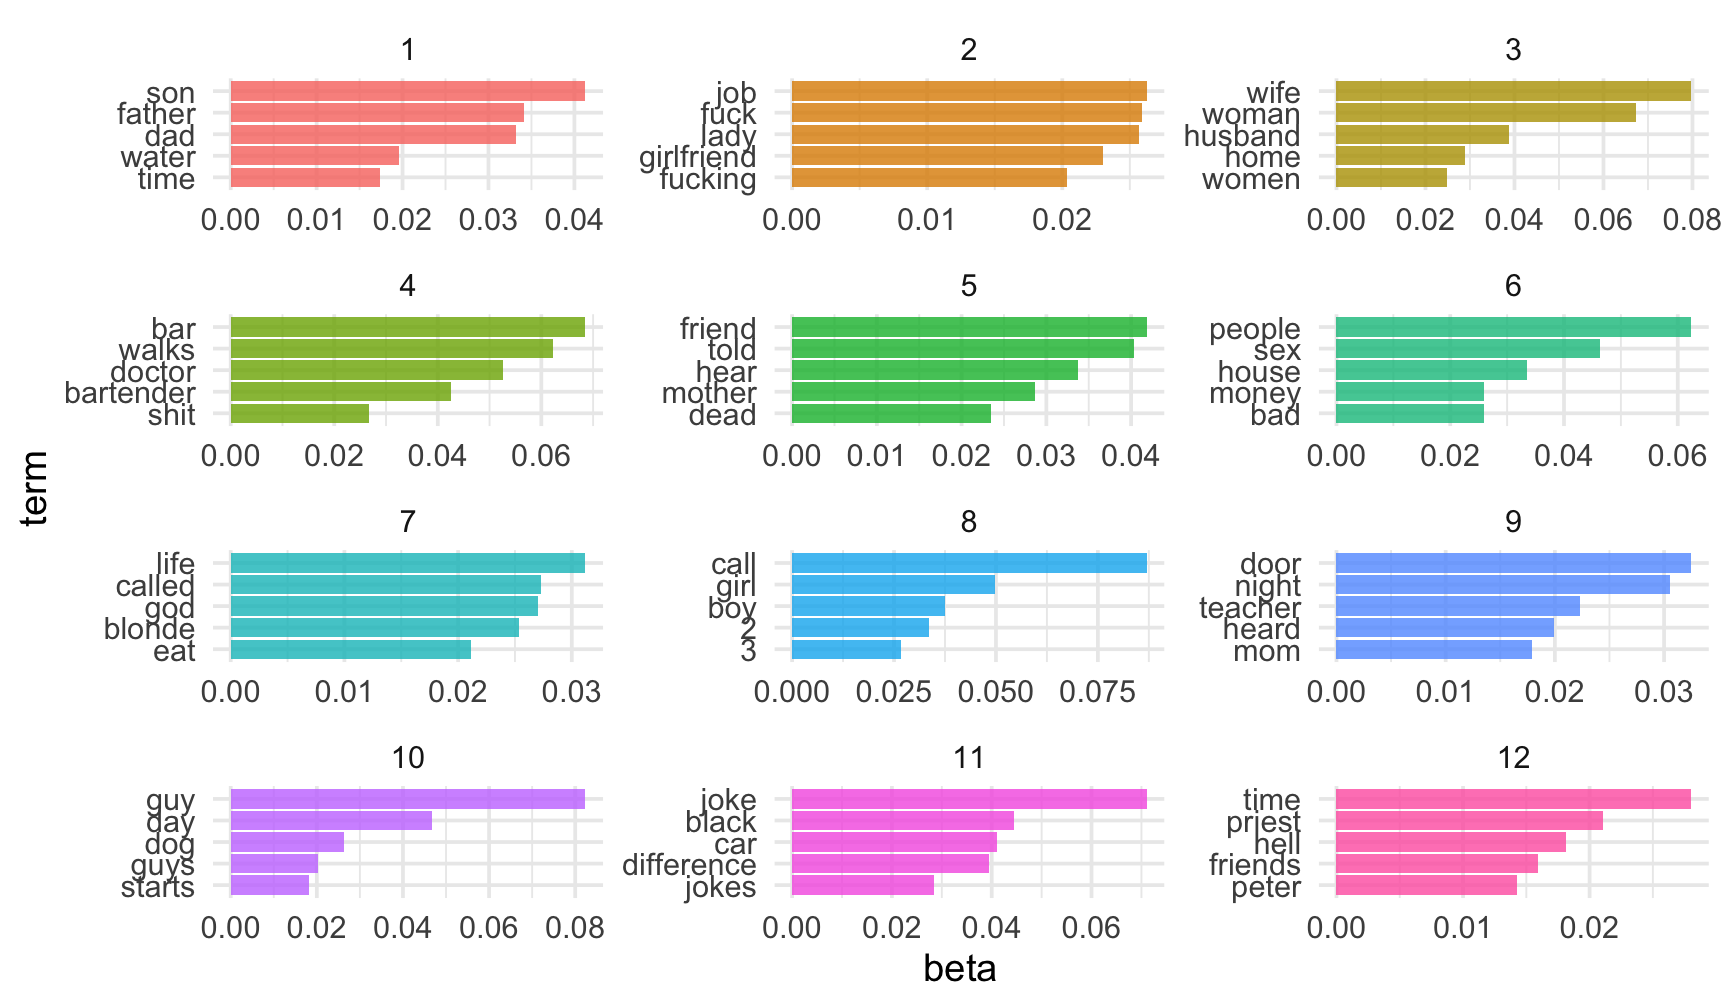 1
son
father
dad
water
time
0.00 0.01 0.02 0.03 0.04
2
job
fuck
lady
girlfriend
fucking
0.00 0.01 0.02
3
wife
woman
husband
home
women
0.00 0.02 0.04 0.06 0.08
4
bar
walks
doctor
bartender
shit
0.00 0.02 0.04 0.06
5
friend
told
hear
mother
dead
0.00 0.01 0.02 0.03 0.04
6
people
sex
house
money
bad
0.00 0.02 0.04 0.06
7
life
called
god
blonde
eat
0.00 0.01 0.02 0.03
8
call
girl
boy
2
3
0.000 0.025 0.050 0.075
9
door
night
teacher
heard
mom
0.00 0.01 0.02 0.03
10
guy
day
dog
guys
starts
0.00 0.02 0.04 0.06 0.08
11
joke
black
car
difference
jokes
0.00 0.02 0.04 0.06
12
time
priest
hell
friends
peter
0.00 0.01 0.02
term
beta